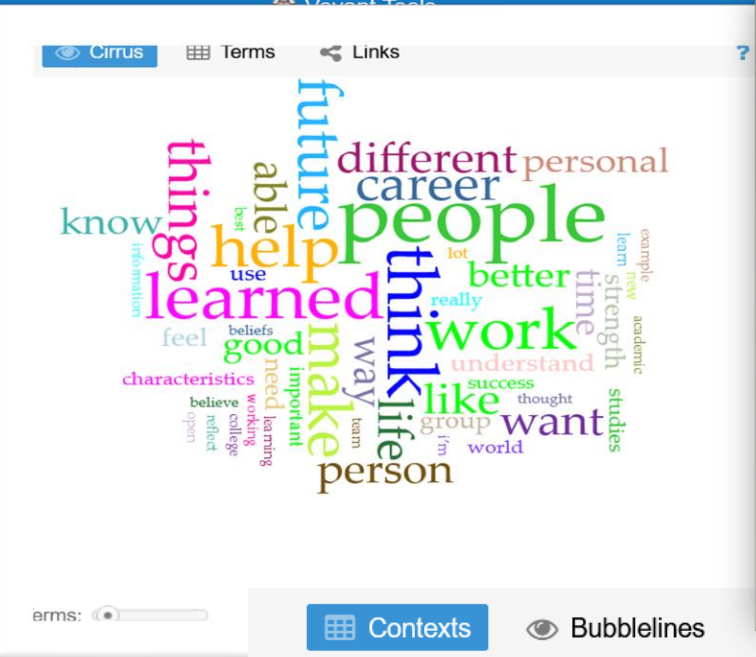 Voyant Tools
Cirrus Terms Links ?
future
different personal
things
able
career
know
best
people
help
information
use
learned
think
lot
better
really
learn
example
new
time
strength
academic
work
feel
beliefs
good
make
way
understand
characteristics
need
important
success
like
thought
believe
working
learning
college
reflect
open
team
life
group
i'm
want
studies
world
person
erms:
Contexts Bubblelines